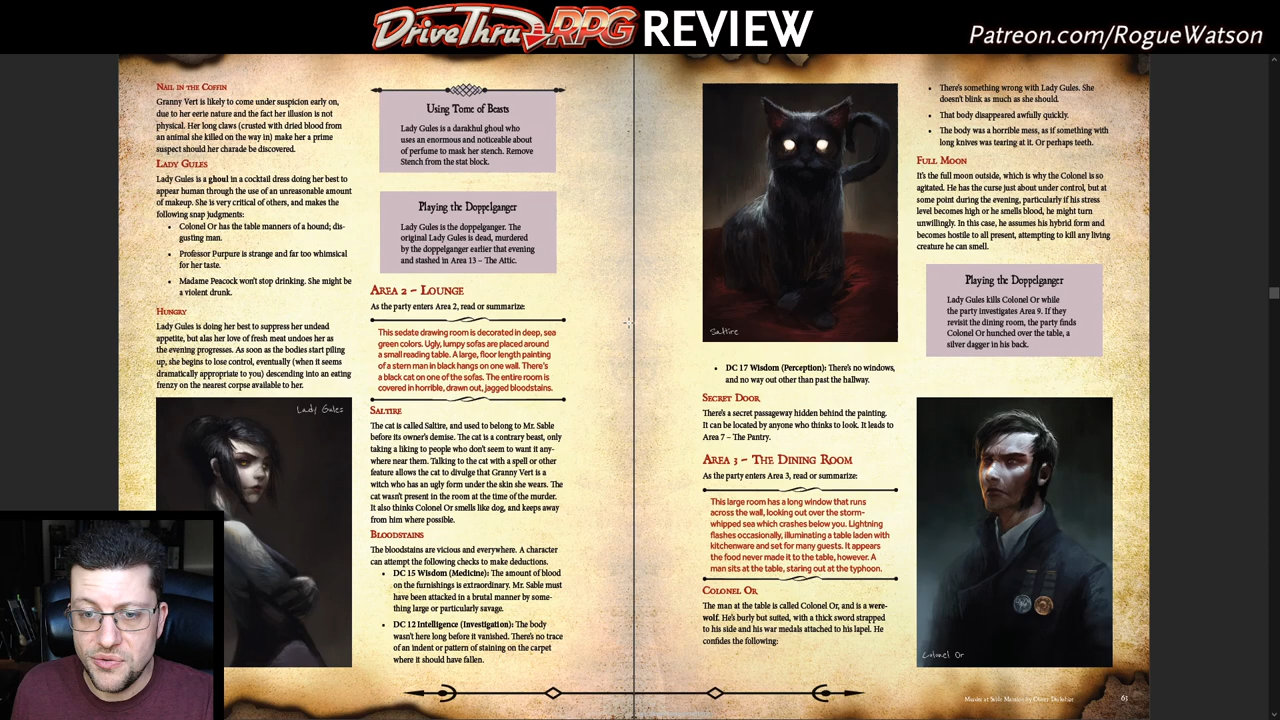 DriveThruRPG REVIEW
Patreon.com/RogueWatson
Nail in the Coffin
Granny Vert is likely to come under suspicion early on,
due to her eerie nature and the fact her illusion is not
physical. Her long claws (crusted with dried blood from
an animal she killed on the way in) make her a prime
suspect should her charade be discovered.
Lady Gules
Lady Gules is a ghoul in a cocktail dress doing her best to
appear human through the use of an unreasonable amount
of makeup. She is very critical of others, and makes the
following snap judgments:
• Colonel Or has the table manners of a hound; dis-
gusting man.
• Professor Purpure is strange and far too whimsical
for her taste.
• Madame Peacock won't stop drinking. She might be
a violent drunk.
Hungry
Lady Gules is doing her best to suppress her undead
appetite, but alas her love of fresh meat undoes her as
the evening progresses. As soon as the bodies start piling
up, she begins to lose control, eventually (when it seems
dramatically appropriate to you) descending into an eating
frenzy on the nearest corpse available to her.
Lady Gules
Using Tome of Beasts
Lady Gules is a darakhul ghoul who
uses an enormous and noticeable about
of perfume to mask her stench. Remove
Stench from the stat block.
Playing the Doppelganger
Lady Gules is the doppelganger. The
original Lady Gules is dead, murdered
by the doppelganger earlier that evening
and stashed in Area 13 – The Attic.
Area 2 – Lounge
As the party enters Area 2, read or summarize:
This sedate drawing room is decorated in deep, sea
green colors. Ugly, lumpy sofas are placed around
a small reading table. A large, floor length painting
of a stern man in black hangs on one wall. There's
a black cat on one of the sofas. The entire room is
covered in horrible, drawn out, jagged bloodstains.
Saltire
The cat is called Saltire, and used to belong to Mr. Sable
before its owner's demise. The cat is a contrary beast, only
taking a liking to people who don't seem to want it any-
where near them. Talking to the cat with a spell or other
feature allows the cat to divulge that Granny Vert is a
witch who has an ugly form under the skin she wears. The
cat wasn't present in the room at the time of the murder.
It also thinks Colonel Or smells like dog, and keeps away
from him where possible.
Bloodstains
The bloodstains are vicious and everywhere. A character
can attempt the following checks to make deductions.
• DC 15 Wisdom (Medicine): The amount of blood
on the furnishings is extraordinary. Mr. Sable must
have been attacked in a brutal manner by some-
thing large or particularly savage.
• DC 12 Intelligence (Investigation): The body
wasn't here long before it vanished. There's no trace
of an indent or pattern of staining on the carpet
where it should have fallen.
Saltire
• DC 17 Wisdom (Perception): There's no windows,
and no way out other than past the hallway.
Secret Door
There's a secret passageway hidden behind the painting.
It can be located by anyone who thinks to look. It leads to
Area 7 – The Pantry.
Area 3 – The Dining Room
As the party enters Area 3, read or summarize:
This large room has a long window that runs
across the wall, looking out over the storm-
whipped sea which crashes below you. Lightning
flashes occasionally, illuminating a table laden with
kitchenware and set for many guests. It appears
the food never made it to the table, however. A
man sits at the table, staring out at the typhoon.
Colonel Or
The man at the table is called Colonel Or, and is a were-
wolf. He's burly but suited, with a thick sword strapped
to his side and his war medals attached to his lapel. He
confides the following:
• There's something wrong with Lady Gules. She
doesn't blink as much as she should.
• That body disappeared awfully quickly.
• The body was a horrible mess, as if something with
long knives was tearing at it. Or perhaps teeth.
Full Moon
It's the full moon outside, which is why the Colonel is so
agitated. He has the curse just about under control, but at
some point during the evening, particularly if his stress
level becomes high or he smells blood, he might turn
unwillingly. In this case, he assumes his hybrid form and
becomes hostile to all present, attempting to kill any living
creature he can smell.
Playing the Doppelganger
Lady Gules kills Colonel Or while
the party investigates Area 9. If they
revisit the dining room, the party finds
Colonel Or hunched over the table, a
silver dagger in his back.
Colonel Or